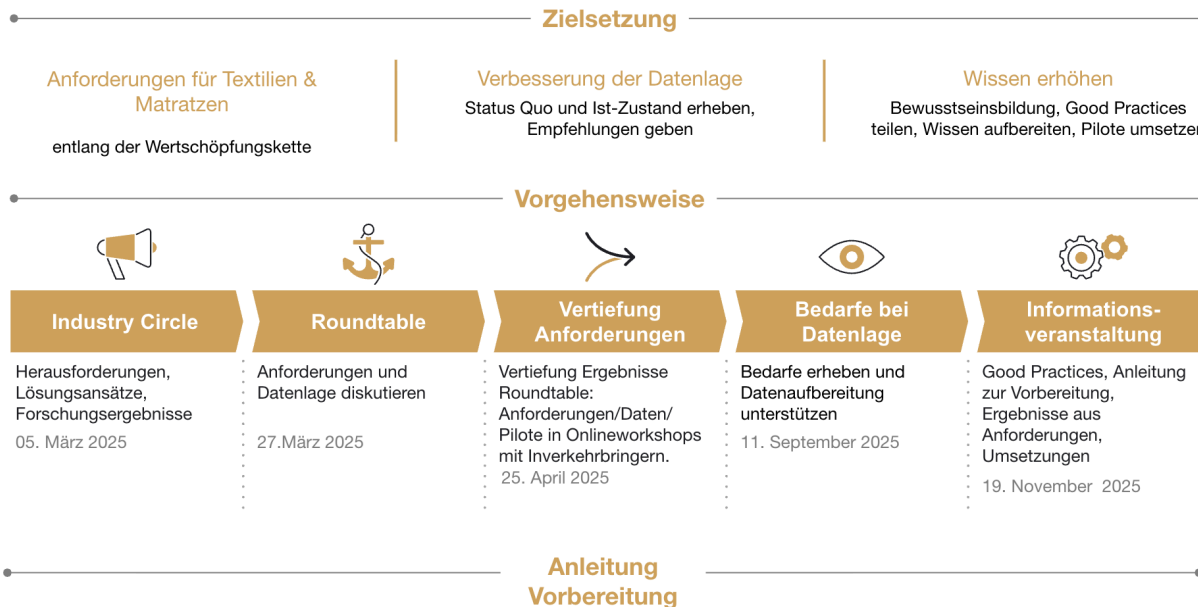 Zielsetzung
Anforderungen für Textilien &
Matratzen
entlang der Wertschöpfungskette
Verbesserung der Datenlage
Status Quo und Ist-Zustand erheben,
Empfehlungen geben
Wissen erhöhen
Bewusstseinsbildung, Good Practices
teilen, Wissen aufbereiten, Pilote umsetzen
Vorgehensweise
Industry Circle
Herausforderungen,
Lösungsansätze,
Forschungsergebnisse
05. März 2025
Roundtable
Anforderungen und
Datenlage diskutieren
27.März 2025
Vertiefung
Anforderungen
Vertiefung Ergebnisse
Roundtable:
Anforderungen/Daten/
Pilote in Onlineworkshops
mit Inverkehrbringern.
25. April 2025
Bedarfe bei
Datenlage
Bedarfe erheben und
Datenaufbereitung
unterstützen
11. September 2025
Informations-
veranstaltung
Good Practices, Anleitung
zur Vorbereitung,
Ergebnisse aus
Anforderungen,
Umsetzungen
19. November 2025
Anleitung
Vorbereitung